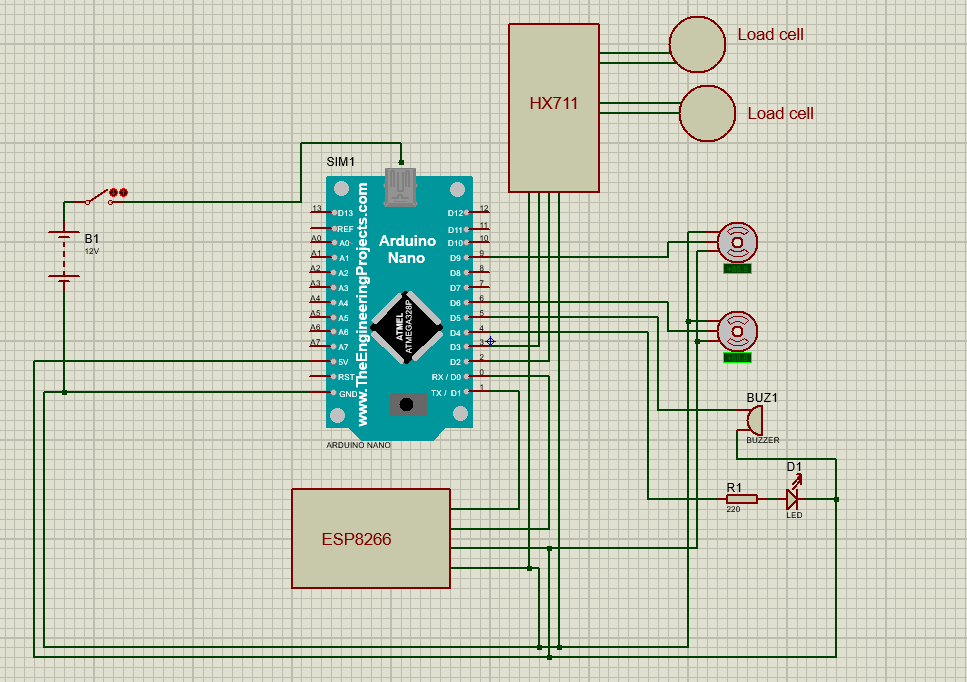 Load cell
HX711
Load cell
SIM1
B1
12V
www.TheEngineeringProjects.com
Arduino
Nano
ATMEL
ATMEGA328P
13 D13
REF
A0 A0
A1 A1
A2 A2
A3 A3
A4 A4
A5 A5
A6 A6
A7 A7
5V
RST
GND
D12 12
D11 11
D10 10
D9 9
D8 8
D7 7
D6 6
D5 5
D4 4
D3 3
D2 2
RX / D0 0
TX / D1 1
ARDUINO NANO
BUZ1
BUZZER
D1
LED
R1
220
ESP8266